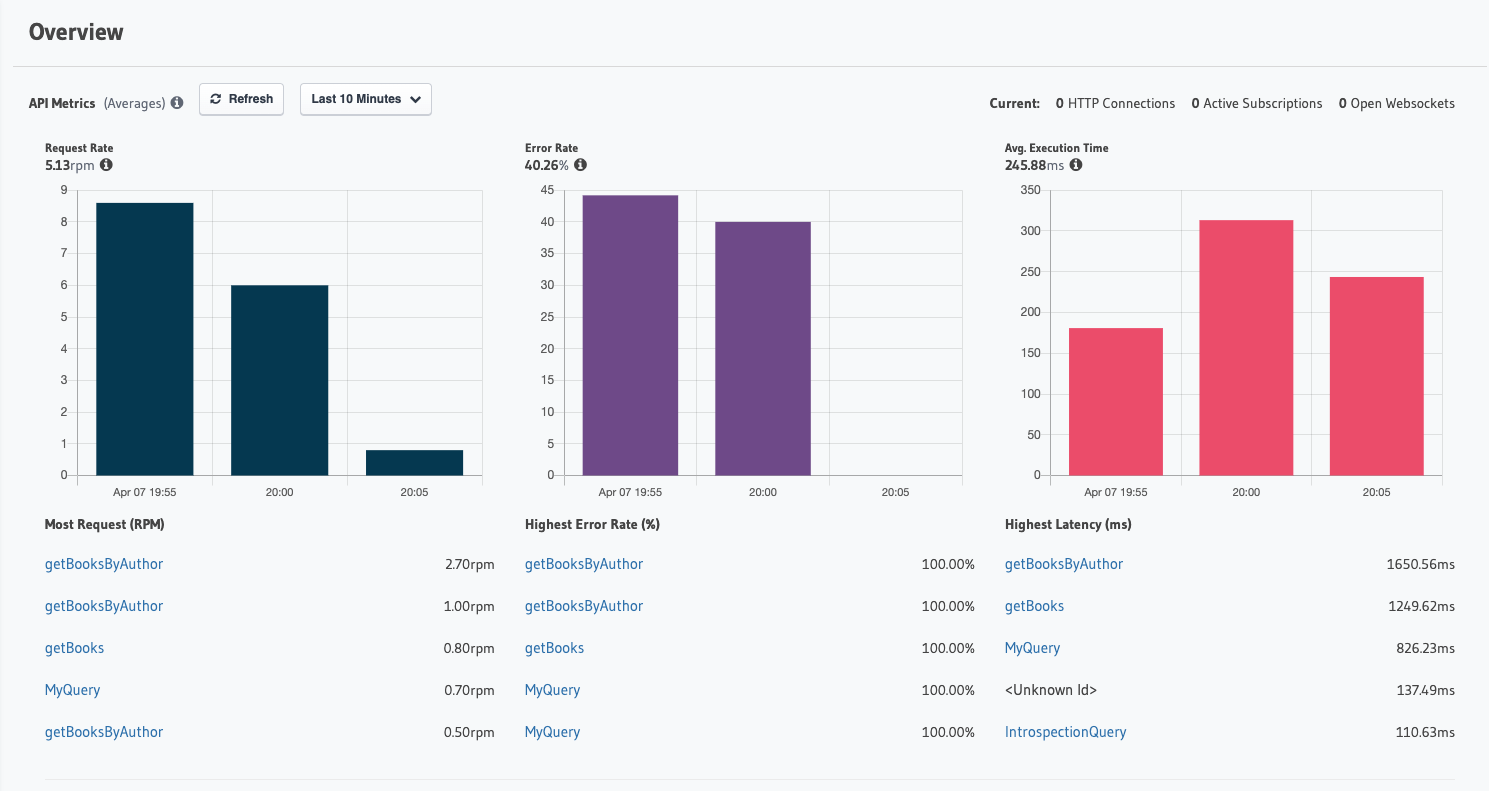 Overview
API Metrics (Averages) Refresh Last 10 Minutes Current: 0 HTTP Connections 0 Active Subscriptions 0 Open Websockets
Request Rate
5.13rpm
9
8
7
6
5
4
3
2
1
0
Apr 07 19:55 20:00 20:05
Error Rate
40.26%
45
40
35
30
25
20
15
10
5
0
Apr 07 19:55 20:00 20:05
Avg. Execution Time
245.88ms
350
300
250
200
150
100
50
0
Apr 07 19:55 20:00 20:05
Most Request (RPM)
getBooksByAuthor 2.70rpm
getBooksByAuthor 1.00rpm
getBooks 0.80rpm
MyQuery 0.70rpm
getBooksByAuthor 0.50rpm
Highest Error Rate (%)
getBooksByAuthor 100.00%
getBooksByAuthor 100.00%
getBooks 100.00%
MyQuery 100.00%
MyQuery 100.00%
Highest Latency (ms)
getBooksByAuthor 1650.56ms
getBooks 1249.62ms
MyQuery 826.23ms
<Unknown Id> 137.49ms
IntrospectionQuery 110.63ms